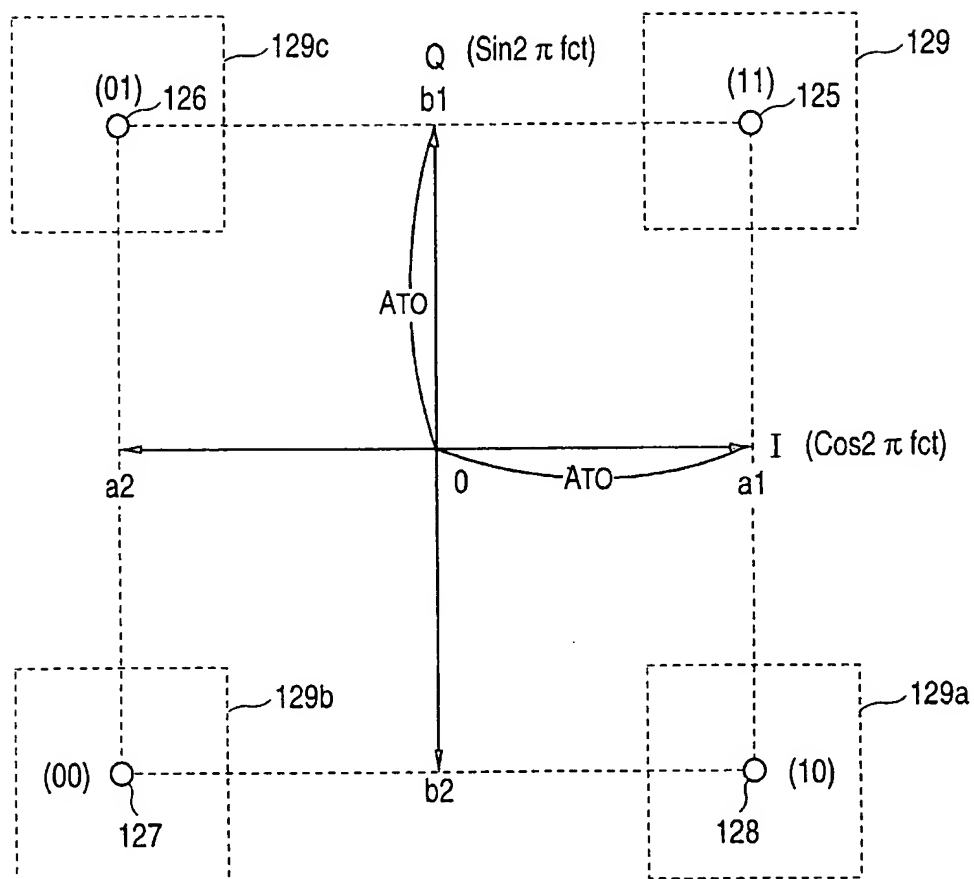 129c
Q (Sin2 π fct)
129
(01)
126
b1
(11)
125
ATO
I (Cos2 π fct)
a2
0
ATO
a1
129b
129a
(00)
127
b2
(10)
128